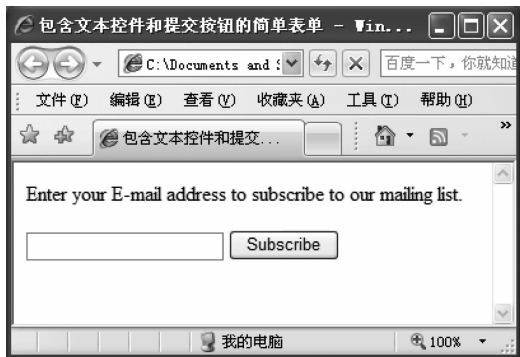 包含文本控件和提交按钮的简单表单 - Win...
C:\Documents and S
百度一下，你就知道
文件(F) 编辑(E) 查看(V) 收藏夹(A) 工具(T) 帮助(H)
包含文本控件和提交...
Enter your E-mail address to subscribe to our mailing list.
Subscribe
我的电脑 100%